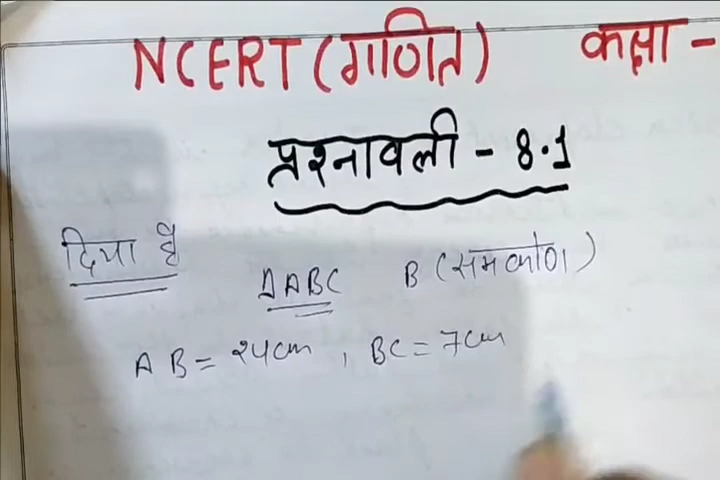 NCERT (गणित) कक्षा -
प्रश्नावली - 8.1
दिया है
ΔABC B (समकोण)
AB = 24cm, BC = 7cm